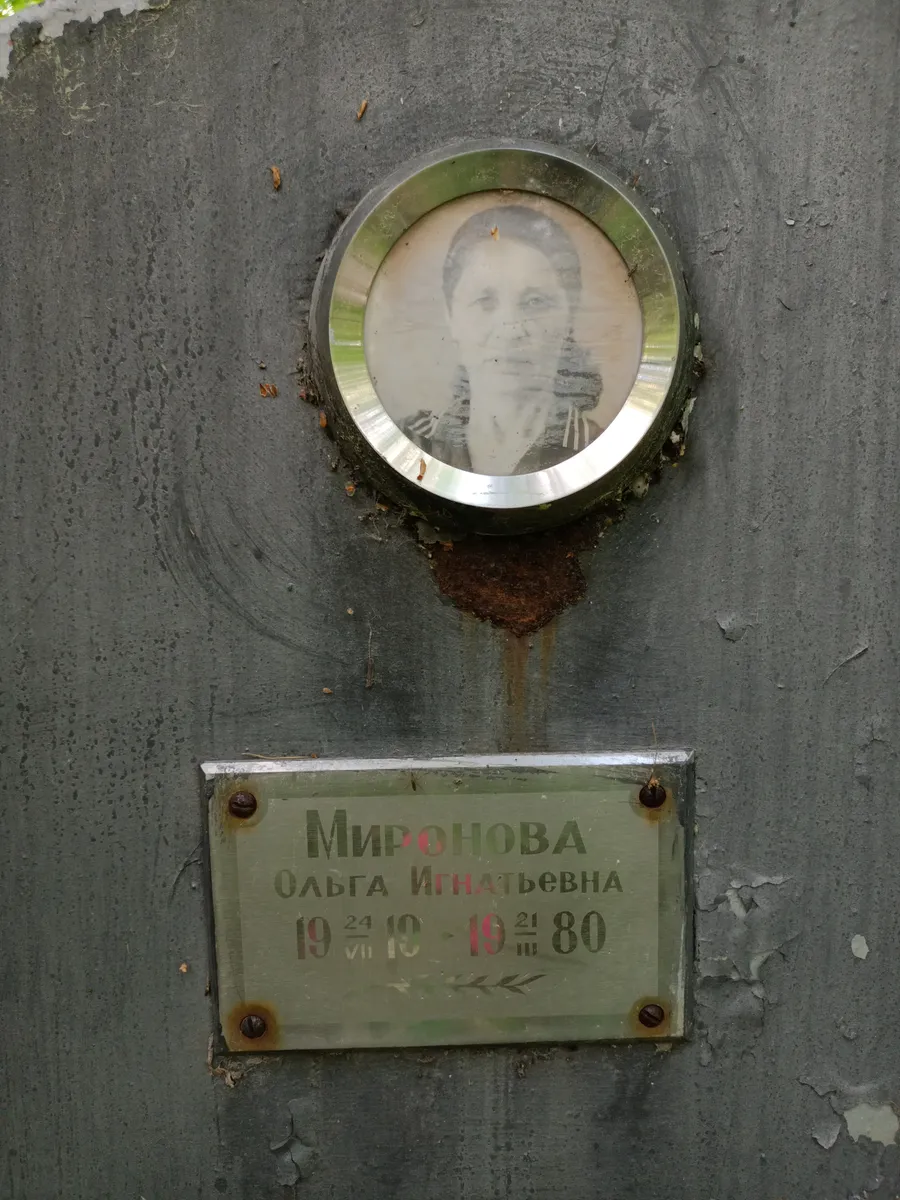 Миронова
Ольга Игнатьевна
19 24/VII 10 - 19 21/III 80